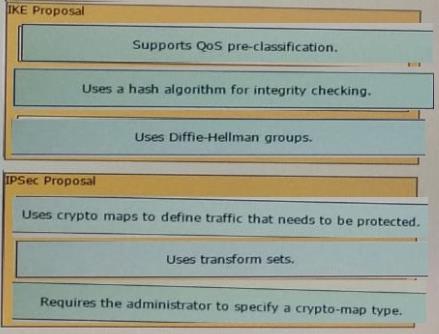 IKE Proposal
Supports QoS pre-classification.
Uses a hash algorithm for integrity checking.
Uses Diffie-Hellman groups.
IPSec Proposal
Uses crypto maps to define traffic that needs to be protected.
Uses transform sets.
Requires the administrator to specify a crypto-map type.